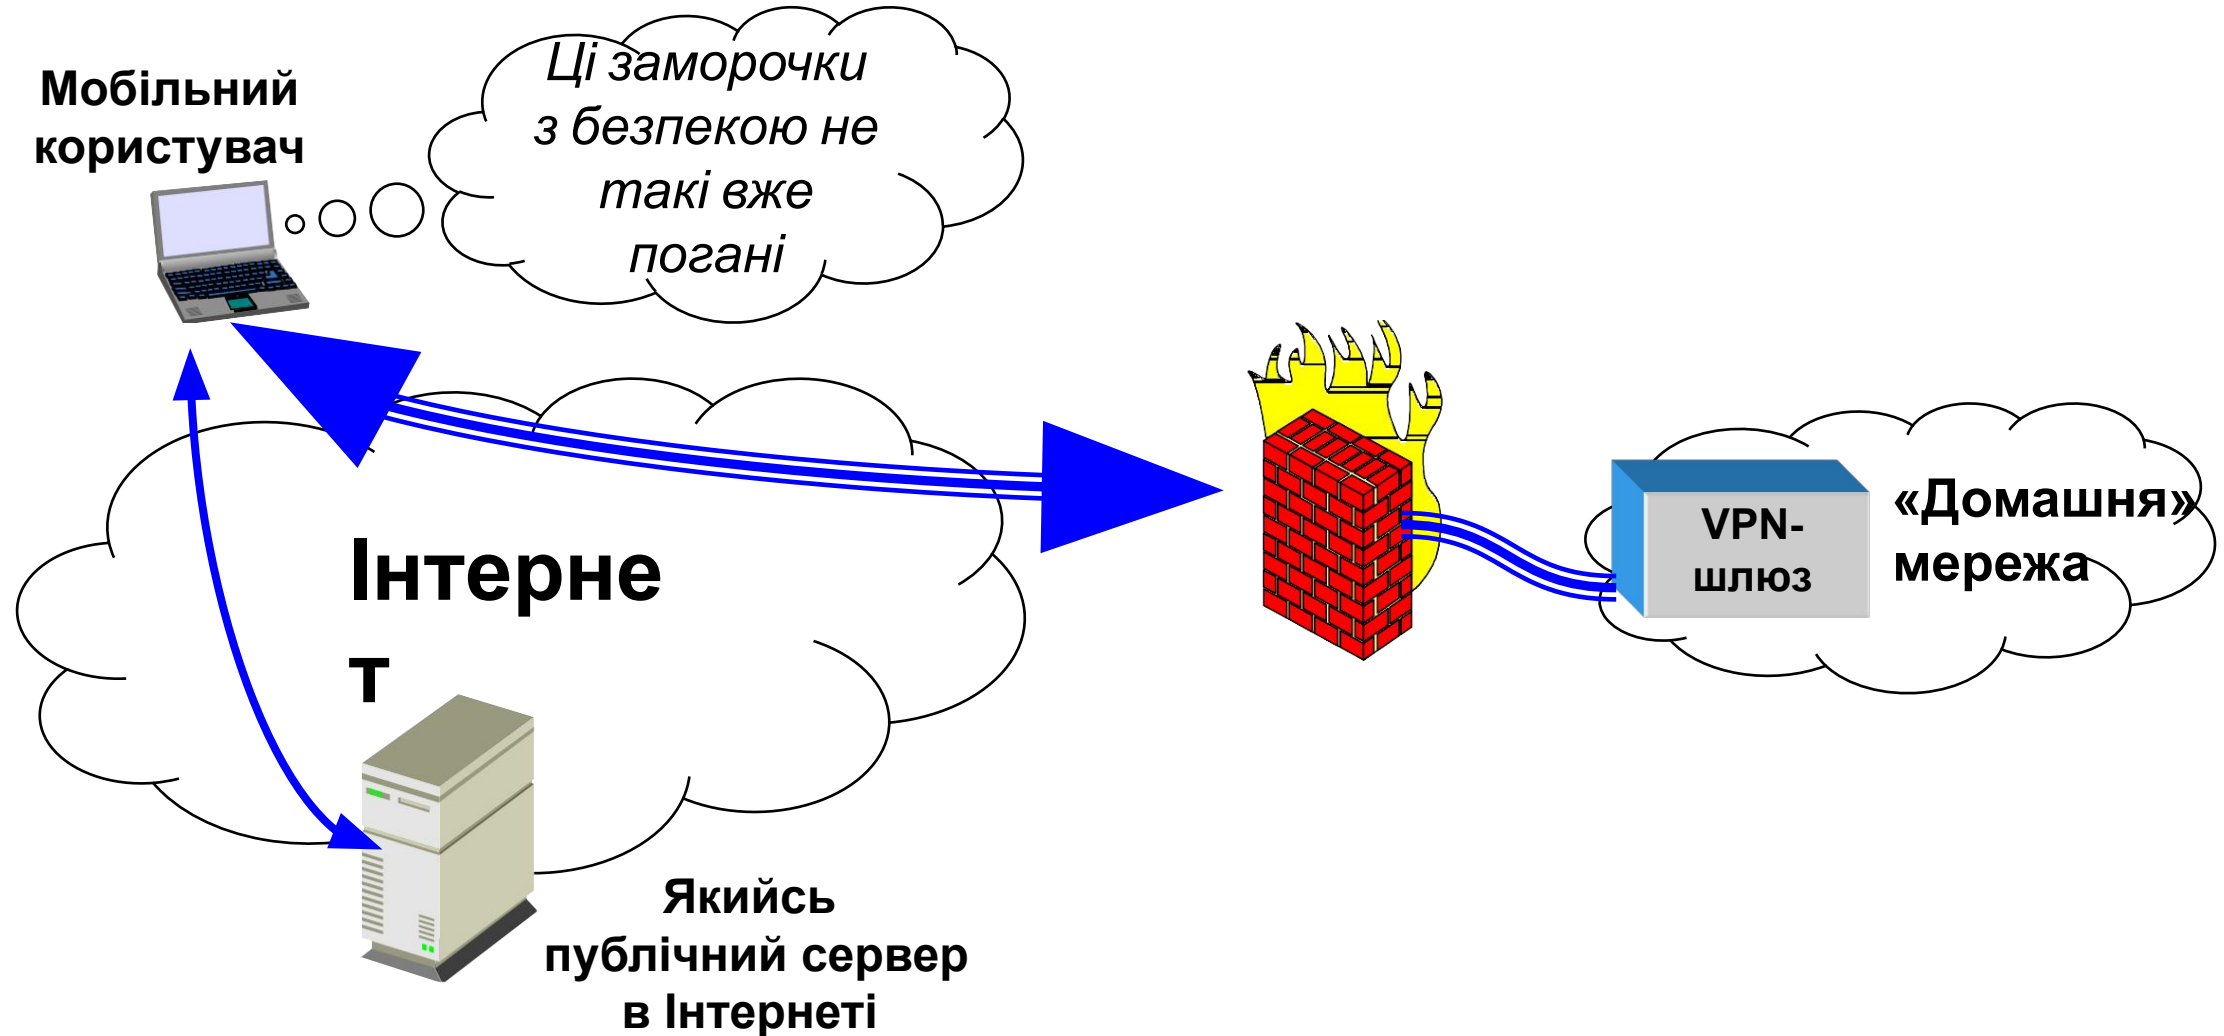 Мобільний
користувач
Ці заморочки
з безпекою не
такі вже
погані
Інтерне
т
VPN-
шлюз
«Домашня»
мережа
Якийсь
публічний сервер
в Інтернеті